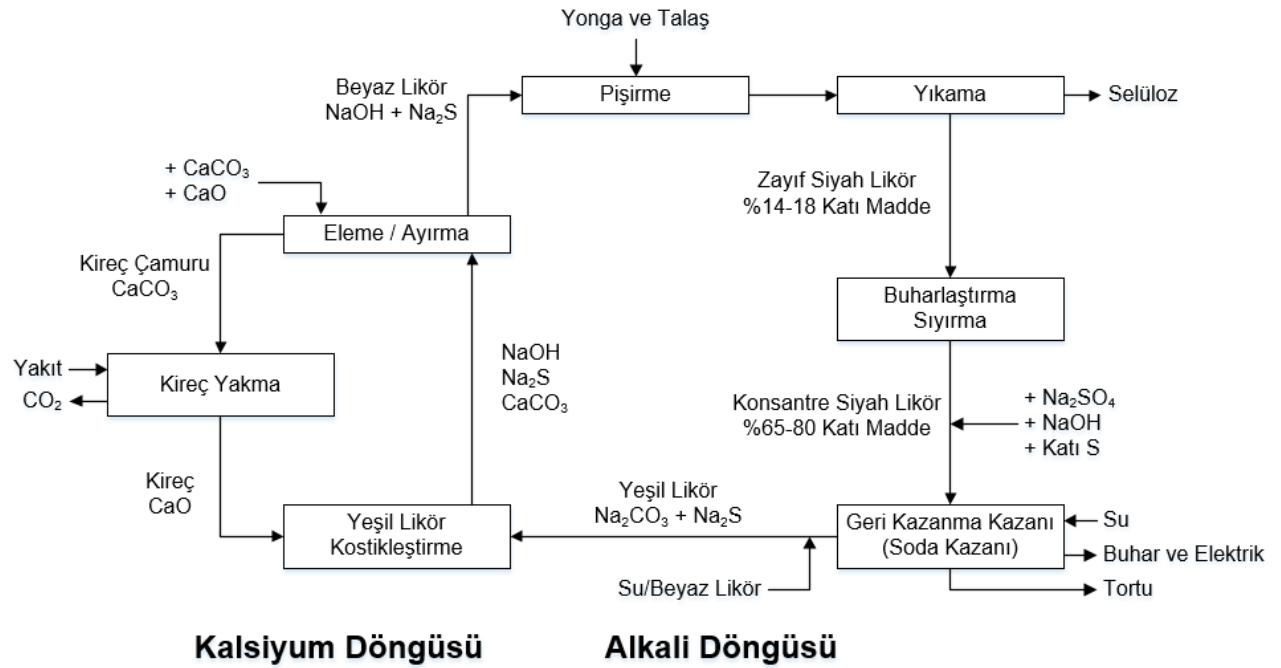 Yonga ve Talaş
Beyaz Likör
NaOH + Na₂S
Pişirme
Yıkama
Selüloz
+ CaCO₃
+ CaO
Zayıf Siyah Likör
%14-18 Katı Madde
Eleme / Ayırma
Kireç Çamuru
CaCO₃
Buharlaştırma
Sıyırma
Yakıt
CO₂
Kireç Yakma
NaOH
Na₂S
CaCO₃
Konsantre Siyah Likör
%65-80 Katı Madde
+ Na₂SO₄
+ NaOH
+ Katı S
Kireç
CaO
Yeşil Likör
Kostikleştirme
Yeşil Likör
Na₂CO₃ + Na₂S
Geri Kazanma Kazanı
(Soda Kazanı)
Su
Buhar ve Elektrik
Tortu
Su/Beyaz Likör
Kalsiyum Döngüsü
Alkali Döngüsü